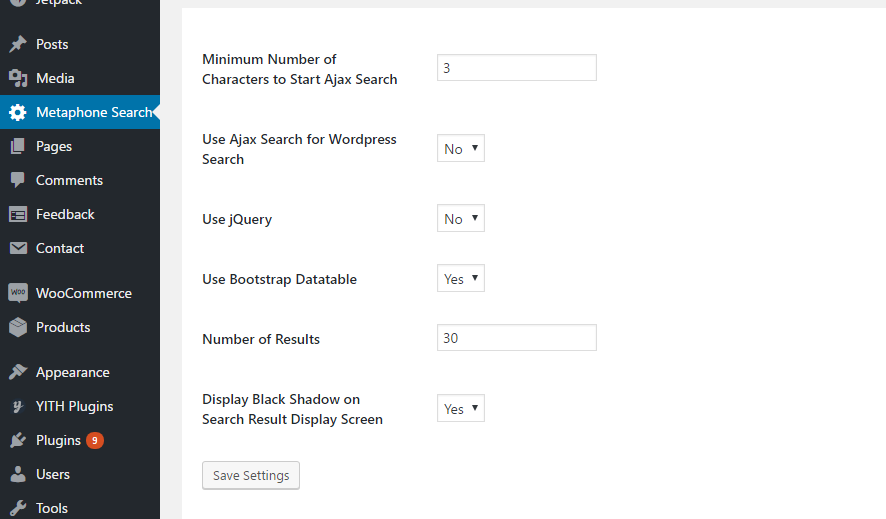 Jetpack
Posts
Media
Metaphone Search
Pages
Comments
Feedback
Contact
WOO WooCommerce
Products
Appearance
YITH Plugins
Plugins 9
Users
Tools
Minimum Number of
Characters to Start Ajax Search
3
Use Ajax Search for Wordpress
Search
No
Use jQuery
No
Use Bootstrap Datatable
Yes
Number of Results
30
Display Black Shadow on
Search Result Display Screen
Yes
Save Settings